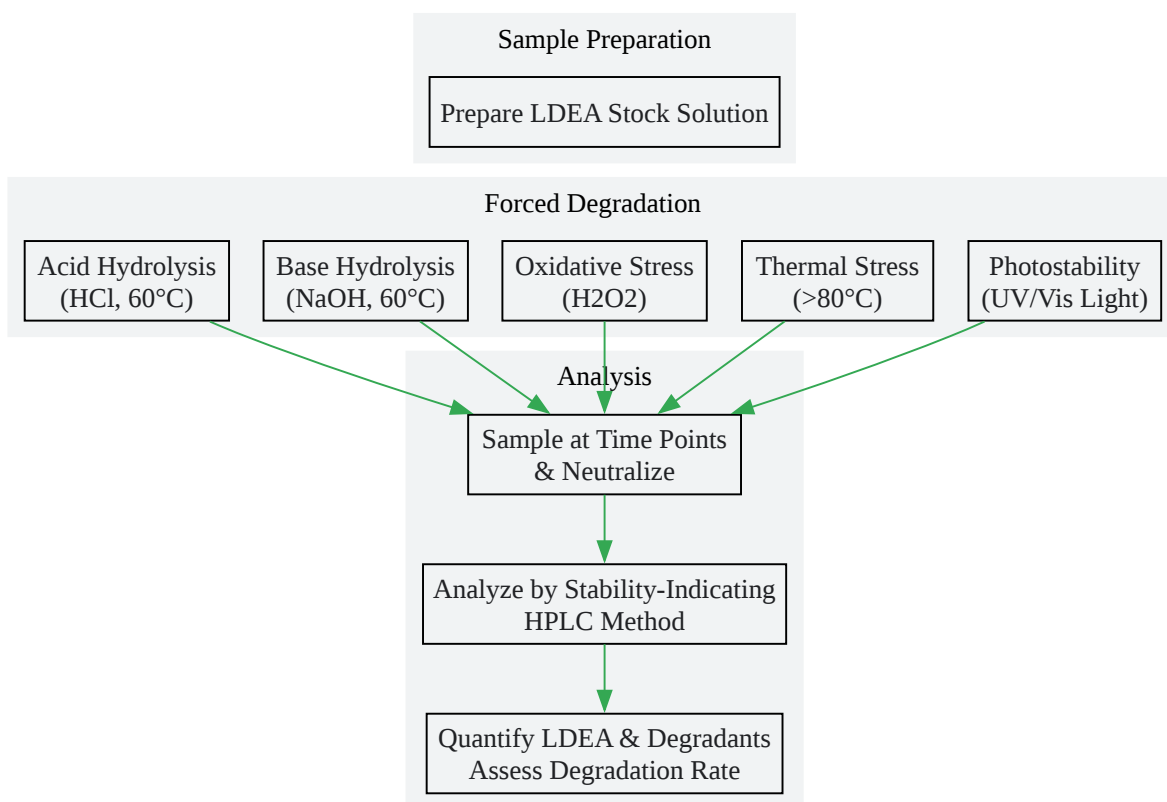 Sample Preparation
Prepare LDEA Stock Solution
Forced Degradation
Acid Hydrolysis
(HCl, 60°C)
Base Hydrolysis
(NaOH, 60°C)
Oxidative Stress
(H2O2)
Thermal Stress
(>80°C)
Photostability
(UV/Vis Light)
Analysis
Sample at Time Points
& Neutralize
Analyze by Stability-Indicating
HPLC Method
Quantify LDEA & Degradants
Assess Degradation Rate